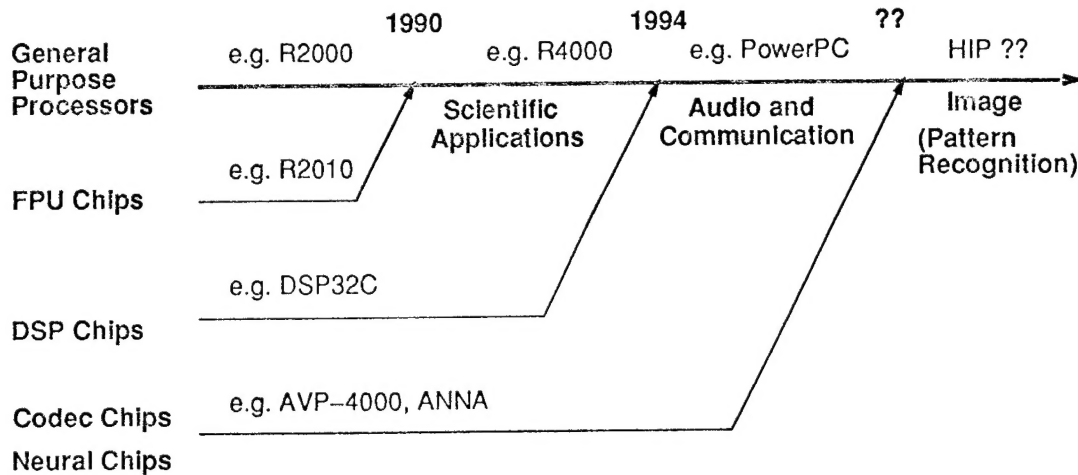 1990
1994
??
General
Purpose
Processors
e.g. R2000
e.g. R4000
e.g. PowerPC
HIP ??
Scientific
Applications
Audio and
Communication
Image
(Pattern
Recognition)
FPU Chips
e.g. R2010
DSP Chips
e.g. DSP32C
Codec Chips
Neural Chips
e.g. AVP-4000, ANNA